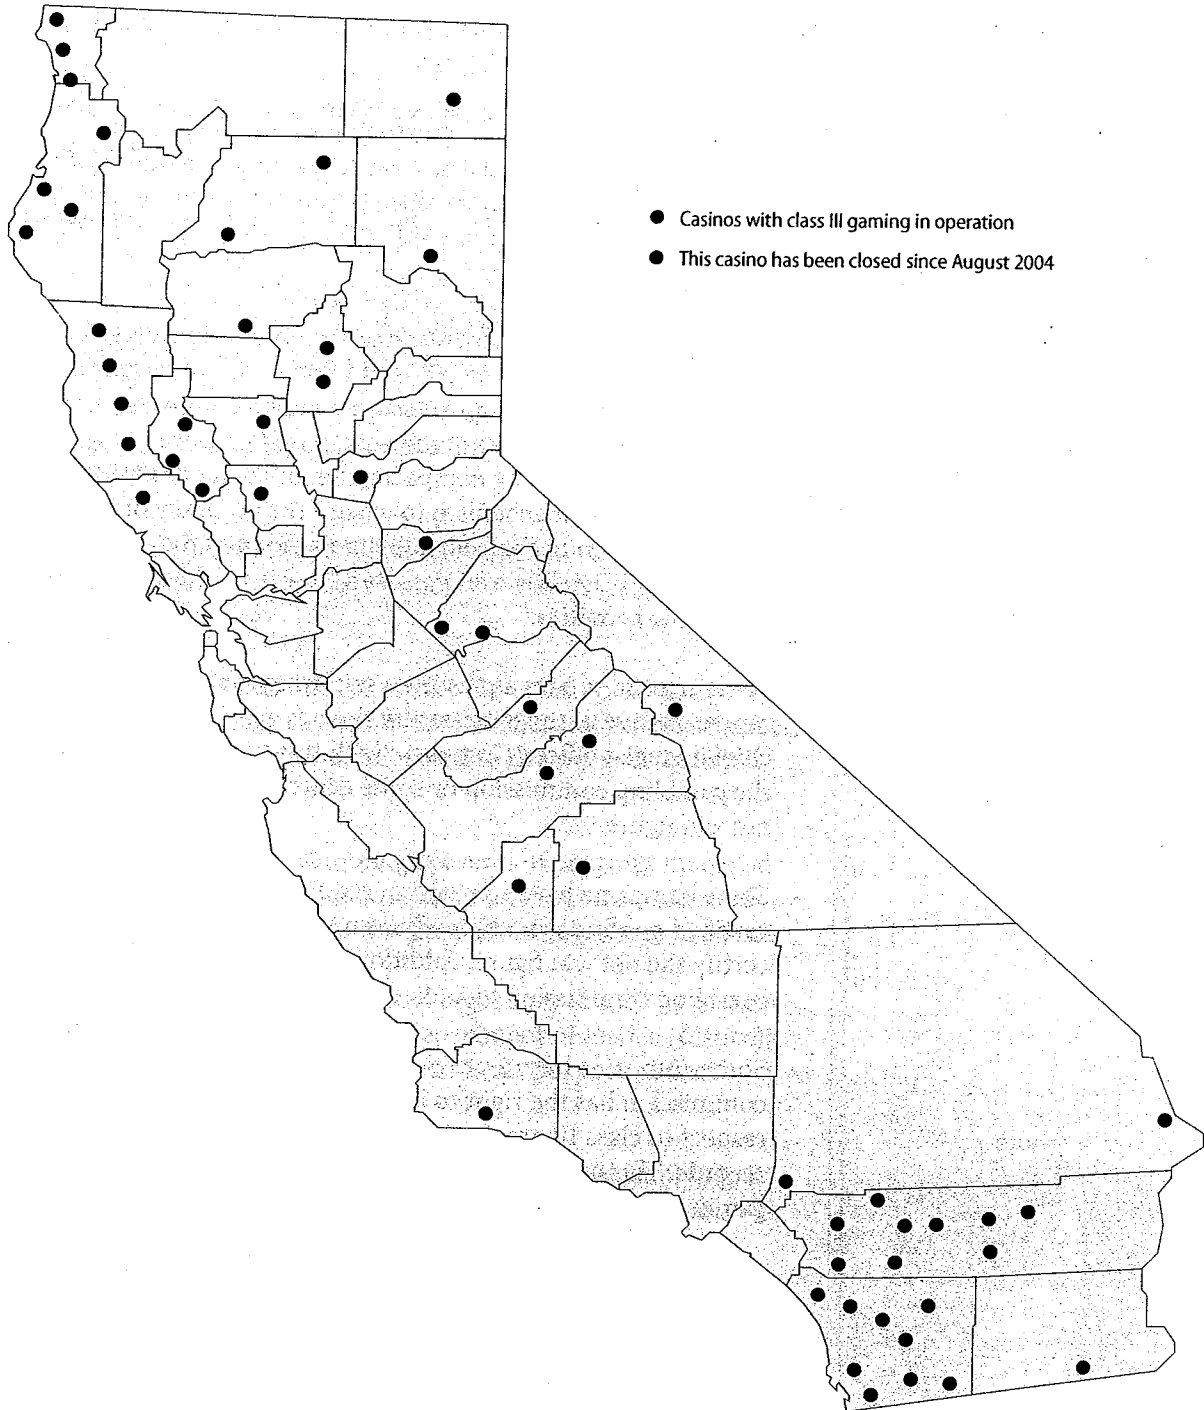 Casinos with class III gaming in operation
This casino has been closed since August 2004